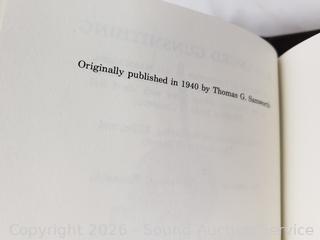 Originally published in 1940 by Thomas G. Samworth
Copyright 2026 - Sound Auction Service